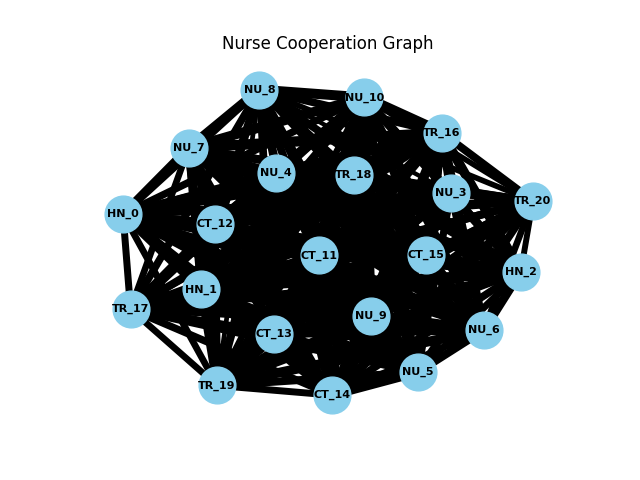 Nurse Cooperation Graph
NU_8
NU_10
TR_16
NU_7
NU_4
TR_18
NU_3
TR_20
HN_0
CT_12
CT_11
CT_15
HN_2
HN_1
TR_17
NU_9
CT_13
NU_6
NU_5
TR_19
CT_14